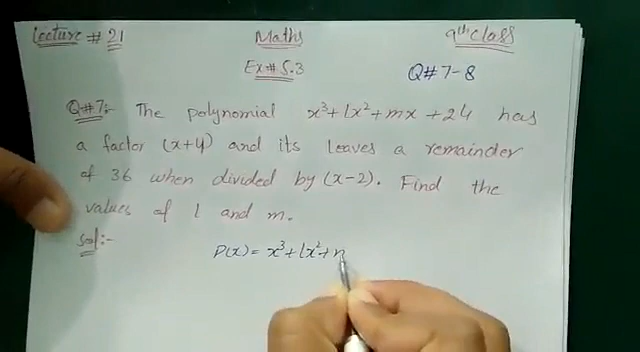 Lecture # 21 Maths 9th Class
Ex # 5.3 Q# 7-8
Q#7:- The polynomial x³+lx²+mx+24 has
a factor (x+4) and its leaves a remainder
of 36 when divided by (x-2). Find the
values of l and m.
Sol:-
P(x) = x³+lx²+m